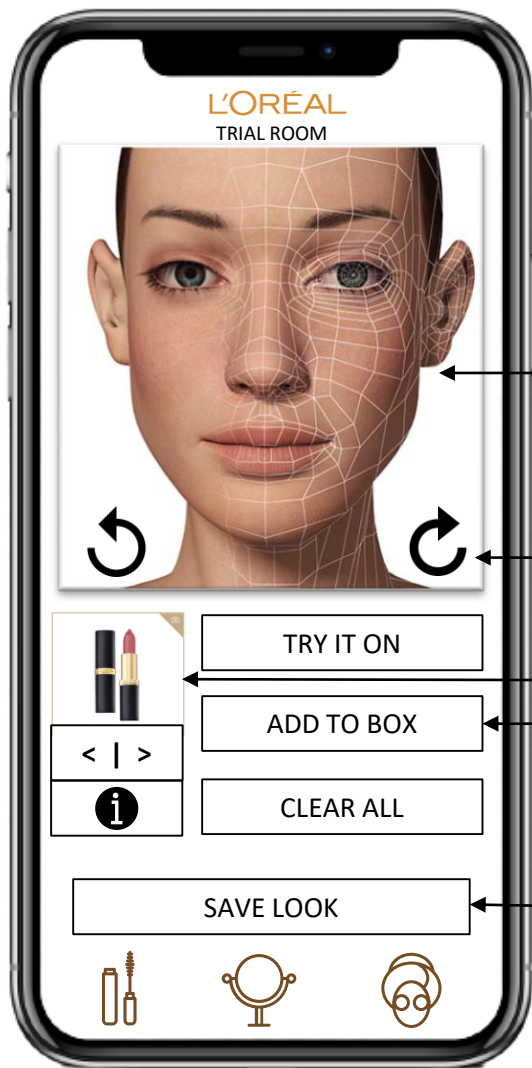 L'ORÉAL
TRIAL ROOM
TRY IT ON
ADD TO BOX
< | >
i
CLEAR ALL
SAVE LOOK